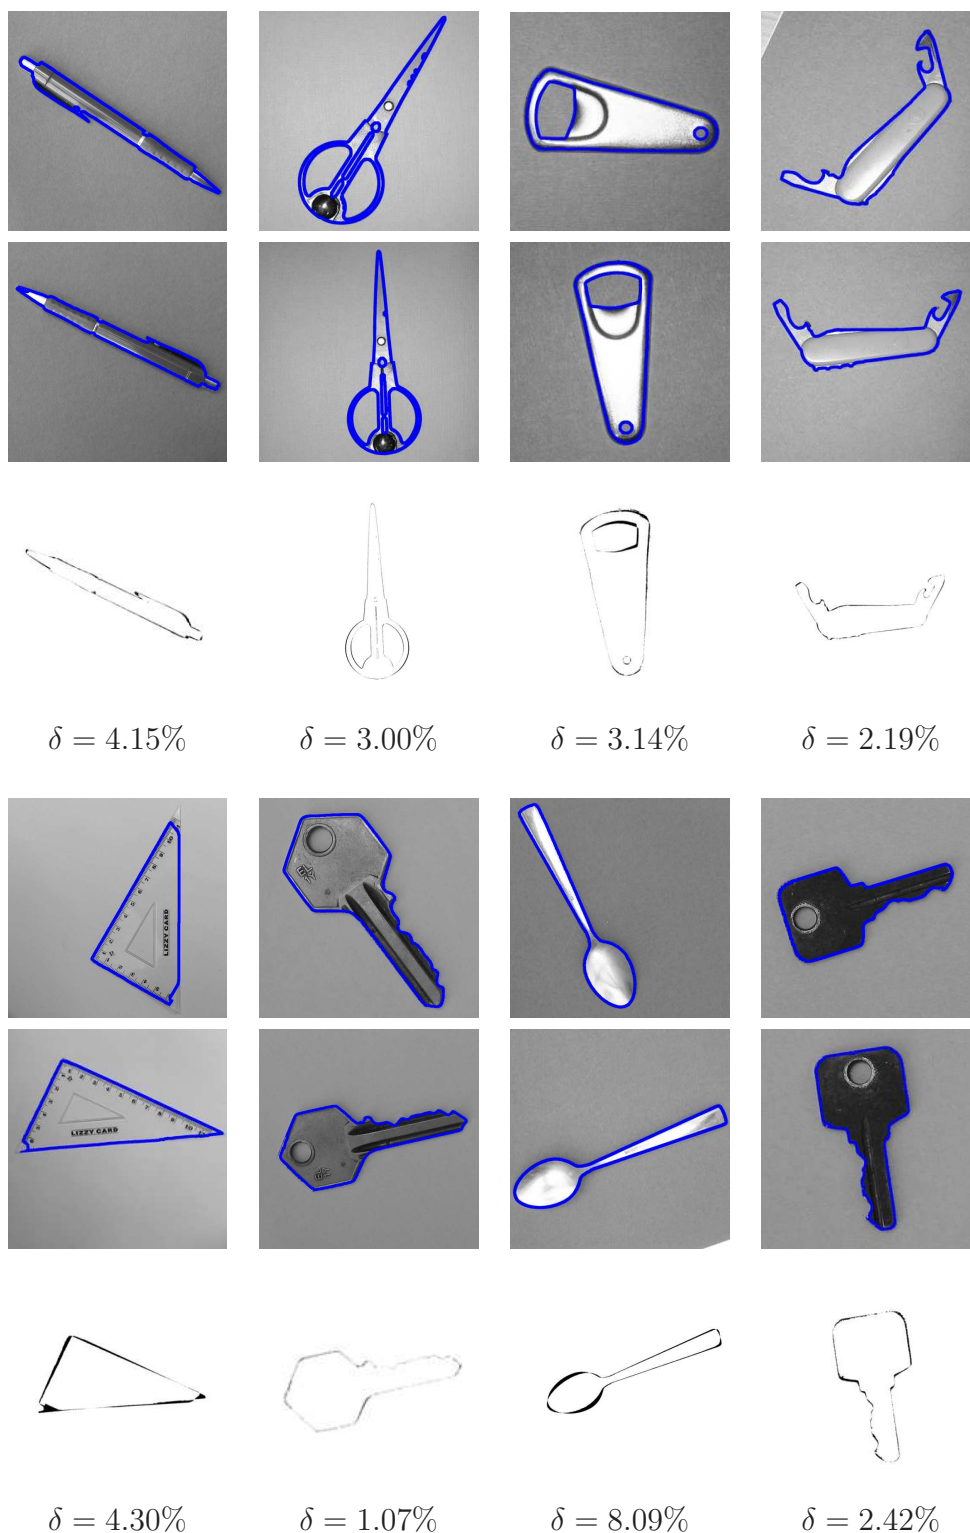 δ = 4.15% δ = 3.00% δ = 3.14% δ = 2.19%
LIZZY CARD
LIZZY CARD
δ = 4.30% δ = 1.07% δ = 8.09% δ = 2.42%